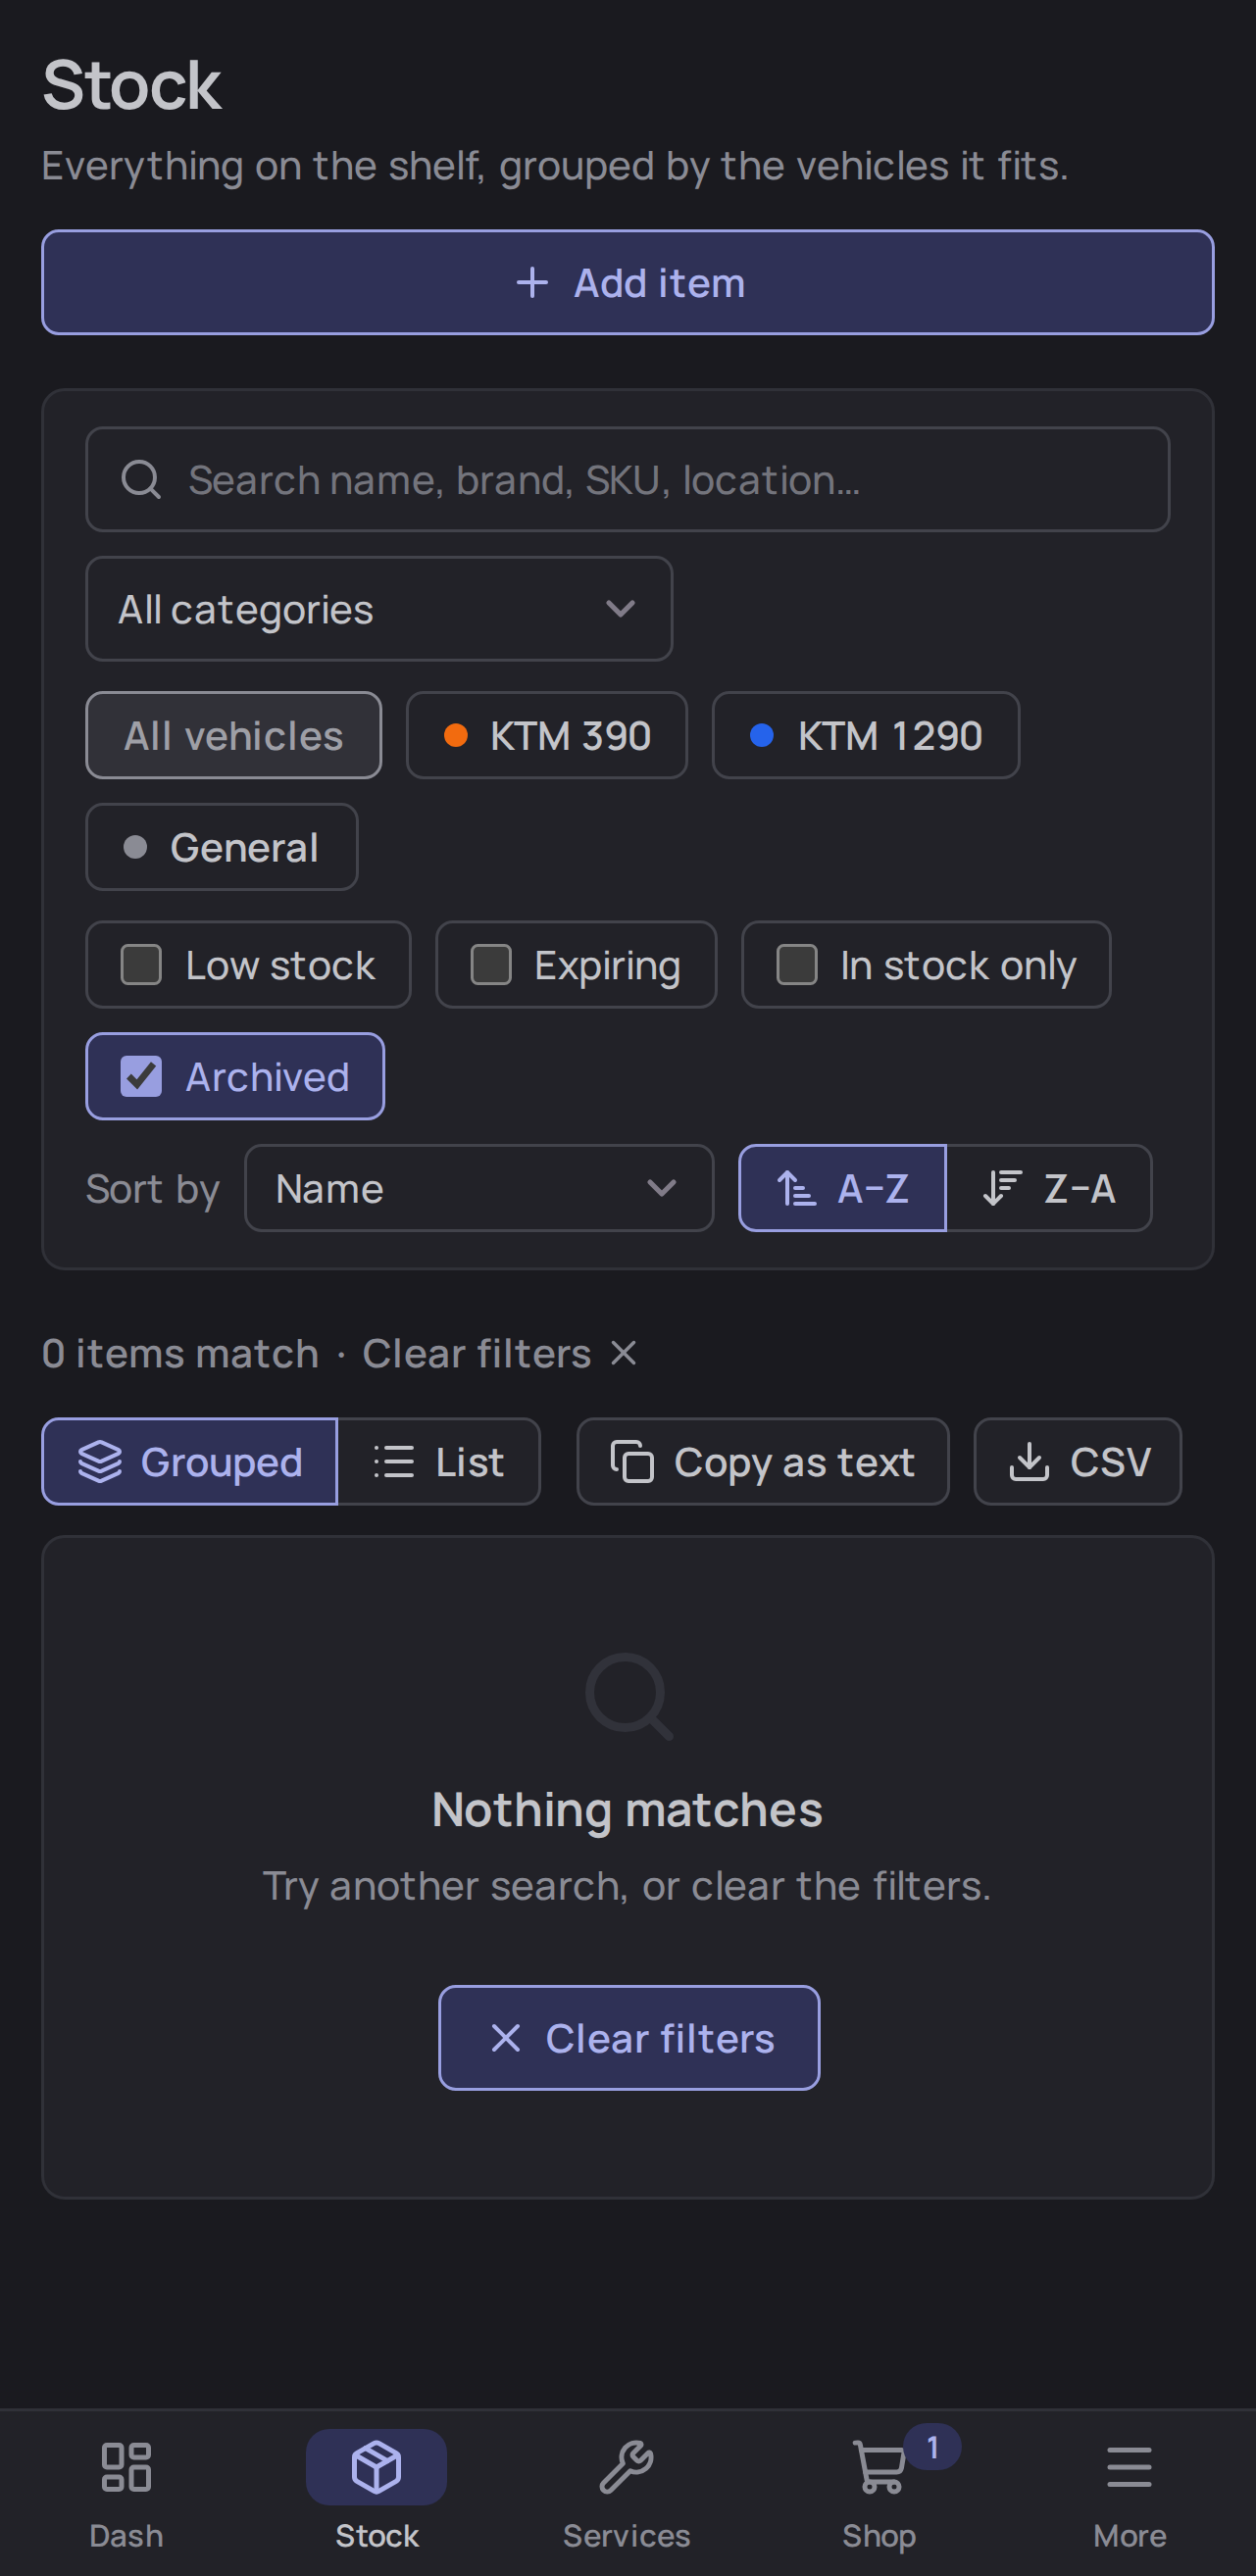 Stock
Everything on the shelf, grouped by the vehicles it fits.
Add item
Search name, brand, SKU, location…
All categories
All vehicles KTM 390 KTM 1290
General
Low stock Expiring In stock only
Archived
Sort by Name A–Z Z–A
0 items match · Clear filters
Grouped List Copy as text CSV
Nothing matches
Try another search, or clear the filters.
Clear filters
1
Dash Stock Services Shop More